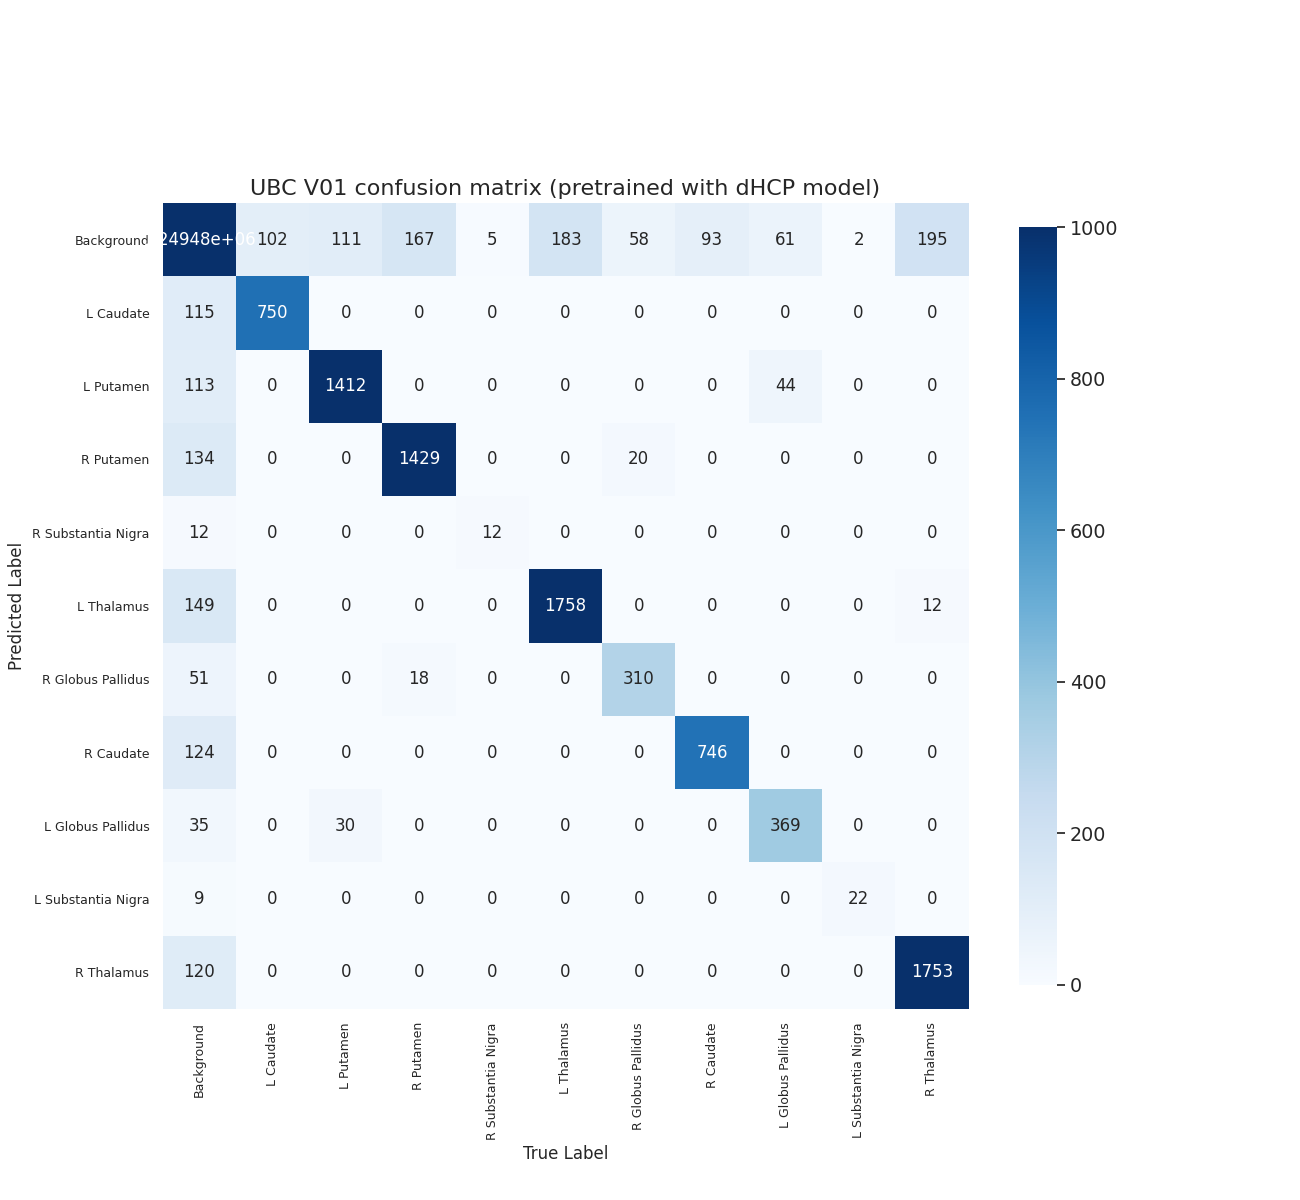 UBC V01 confusion matrix (pretrained with dHCP model)
Background 102 111 167 5 183 58 93 61 2 195
L Caudate 115 750 0 0 0 0 0 0 0 0 0
L Putamen 113 0 1412 0 0 0 0 0 44 0 0
R Putamen 134 0 0 1429 0 0 20 0 0 0 0
R Substantia Nigra 12 0 0 0 12 0 0 0 0 0 0
L Thalamus 149 0 0 0 0 1758 0 0 0 0 12
R Globus Pallidus 51 0 0 18 0 0 310 0 0 0 0
R Caudate 124 0 0 0 0 0 0 746 0 0 0
L Globus Pallidus 35 0 30 0 0 0 0 0 369 0 0
L Substantia Nigra 9 0 0 0 0 0 0 0 0 22 0
R Thalamus 120 0 0 0 0 0 0 0 0 0 1753
Background L Caudate L Putamen R Putamen R Substantia Nigra L Thalamus R Globus Pallidus R Caudate L Globus Pallidus L Substantia Nigra R Thalamus
True Label
Predicted Label
1000
800
600
400
200
0